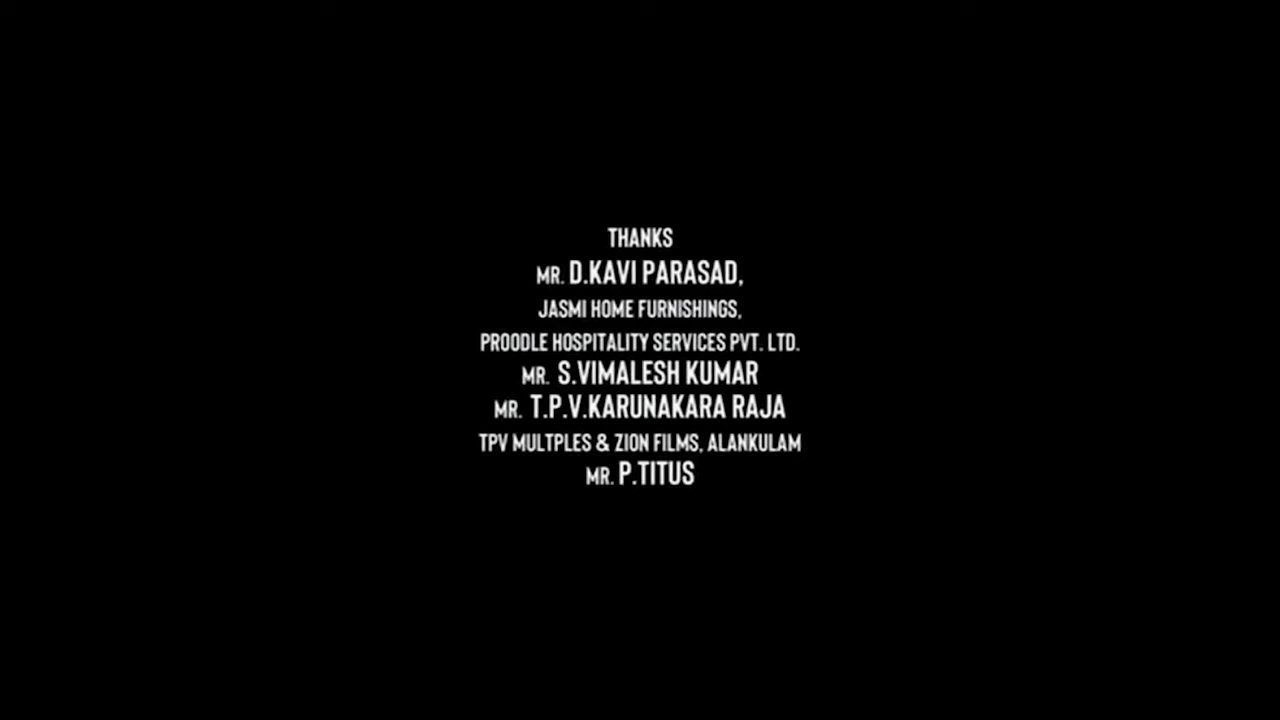 THANKS
MR. D.KAVI PARASAD,
JASMI HOME FURNISHINGS,
PROODLE HOSPITALITY SERVICES PVT. LTD.
MR. S.VIMALESH KUMAR
MR. T.P.V.KARUNAKARA RAJA
TPV MULTPLES & ZION FILMS, ALANKULAM
MR. P.TITUS